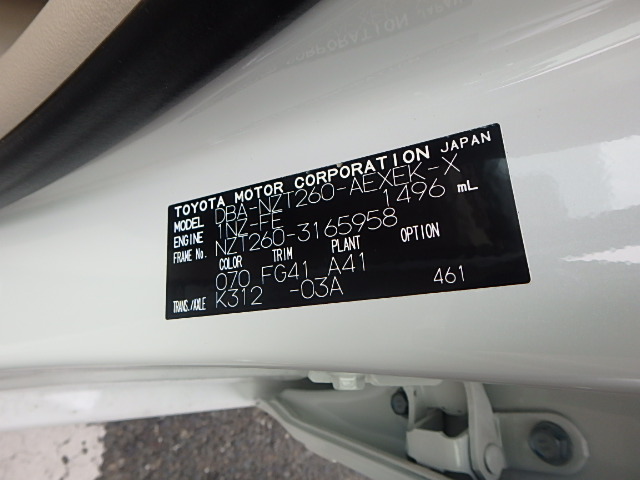 TOYOTA MOTOR CORPORATION JAPAN
MODEL DBA-NZT260-AEXEK-X
ENGINE 1NZ-FE 1496 mL
FRAME No. NZT260-3165958
COLOR TRIM PLANT OPTION
070 FG41 A41
TRANS./AXLE K312 -03A 461